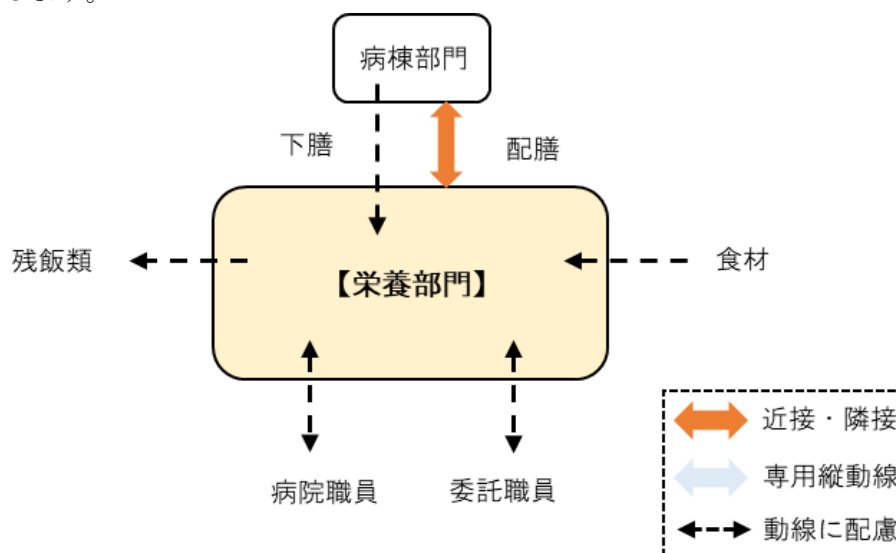 病棟部門
下膳
配膳
残飯類
食材
【栄養部門】
病院職員
委託職員
近接・隣接
専用縦動線
動線に配慮